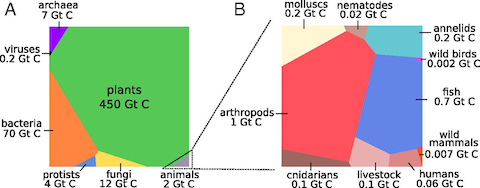 A
archaea
7 Gt C
viruses
0.2 Gt C
plants
450 Gt C
bacteria
70 Gt C
protists
4 Gt C
fungi
12 Gt C
animals
2 Gt C
B
molluscs
0.2 Gt C
nematodes
0.02 Gt C
annelids
0.2 Gt C
wild birds
0.002 Gt C
fish
0.7 Gt C
arthropods
1 Gt C
wild
mammals
0.007 Gt C
cnidarians
0.1 Gt C
livestock
0.1 Gt C
humans
0.06 Gt C